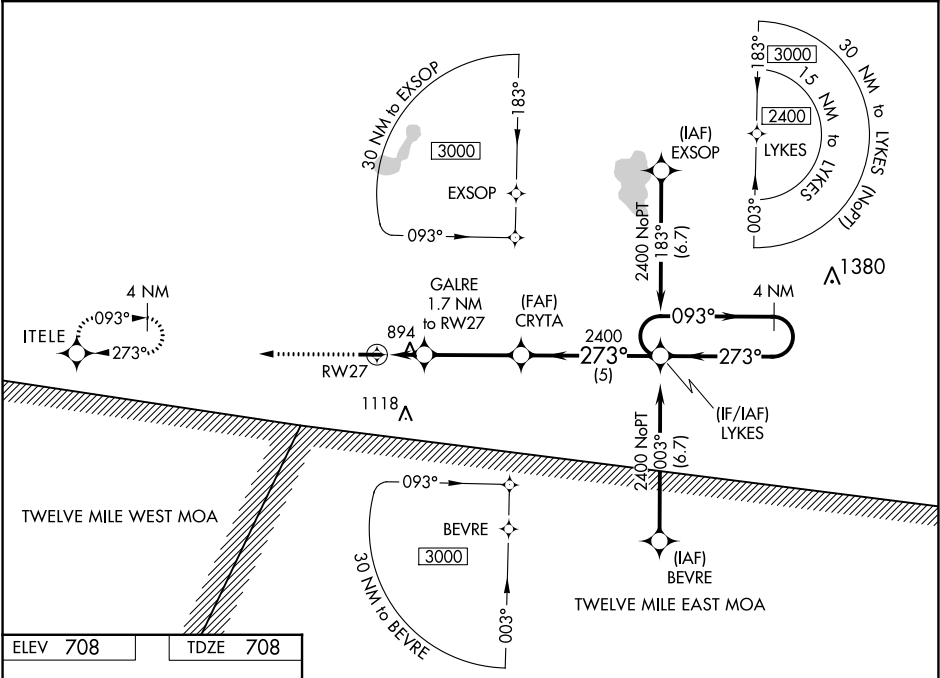 30 NM to EXSOP
183°
3000
EXSOP
093°
183°
3000
30 NM to LYKES (NoPT)
15 NM to LYKES
2400
LYKES
003°
(IAF)
EXSOP
2400 NoPT
183°
(6.7)
1380
4 NM
093°
273°
ITELE
4 NM
093°
273°
GALRE
1.7 NM
to RW27
(FAF)
CRYTA
2400
273°
(5)
894
RW27
1118
(IF/IAF)
LYKES
2400 NoPT
003°
(6.7)
(IAF)
BEVRE
TWELVE MILE WEST MOA
093°
BEVRE
3000
30 NM to BEVRE
003°
TWELVE MILE EAST MOA
ELEV 708
TDZE 708